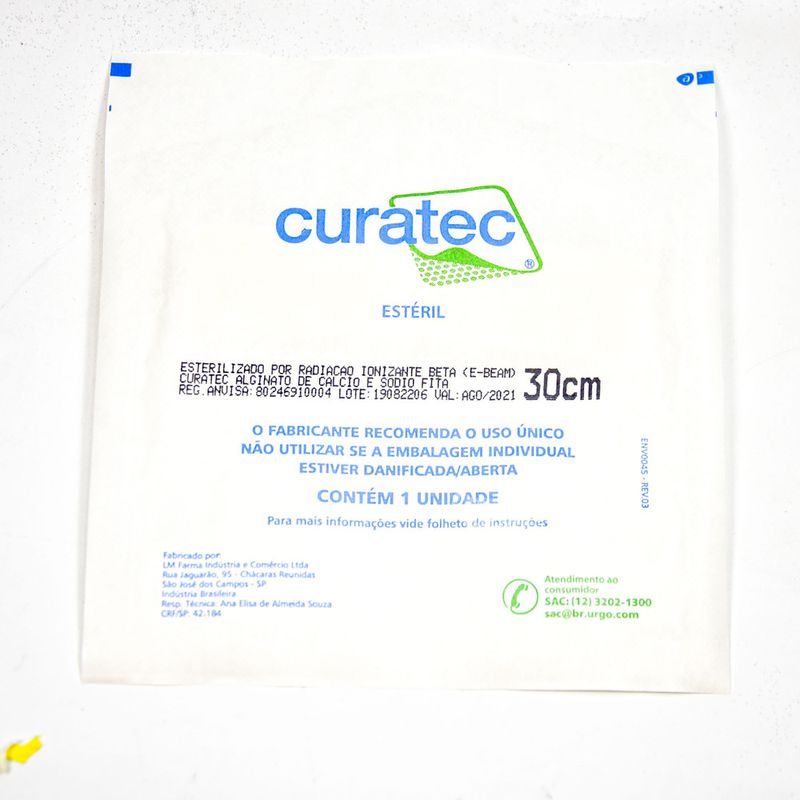 curatec®
ESTÉRIL
ESTERILIZADO POR RADIACAO IONIZANTE BETA (E-BEAM)
CURATEC ALGINATO DE CALCIO E SODIO FITA
REG.ANVISA:80246910004 LOTE:19082206 VAL:AGO/2021
30cm
O FABRICANTE RECOMENDA O USO ÚNICO
NÃO UTILIZAR SE A EMBALAGEM INDIVIDUAL
ESTIVER DANIFICADA/ABERTA
CONTÉM 1 UNIDADE
Para mais informações vide folheto de instruções
ENV0045 - REV.03
Fabricado por:
LM Farma Indústria e Comércio Ltda
Rua Jaguarão, 95 - Chácaras Reunidas
São José dos Campos - SP
Indústria Brasileira
Resp. Técnica: Ana Elisa de Almeida Souza
CRF/SP: 42.184
Atendimento ao
consumidor
SAC: (12) 3202-1300
sac@br.urgo.com